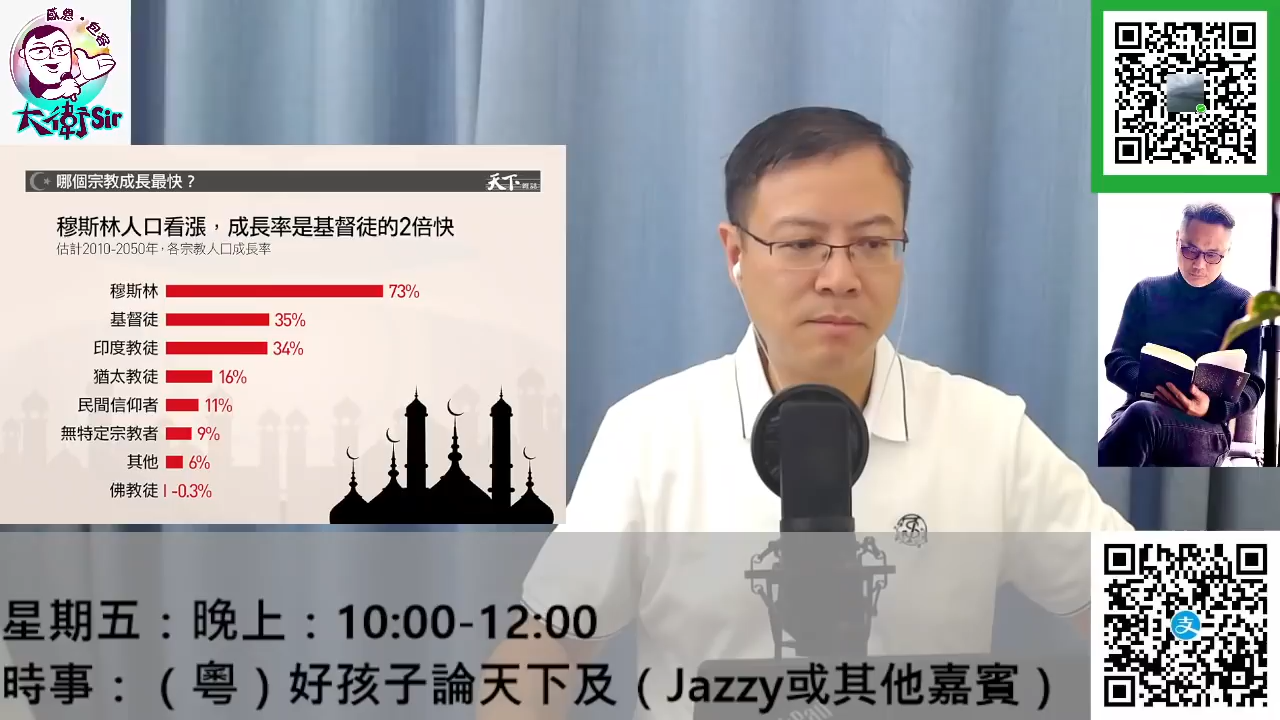 感恩·包容
大衛Sir
哪個宗教成長最快？
天下雜誌
穆斯林人口看漲，成長率是基督徒的2倍快
估計2010-2050年，各宗教人口成長率
穆斯林 73%
基督徒 35%
印度教徒 34%
猶太教徒 16%
民間信仰者 11%
無特定宗教者 9%
其他 6%
佛教徒 -0.3%
支
星期五：晚上：10:00-12:00
時事：（粵）好孩子論天下及（Jazzy或其他嘉賓）